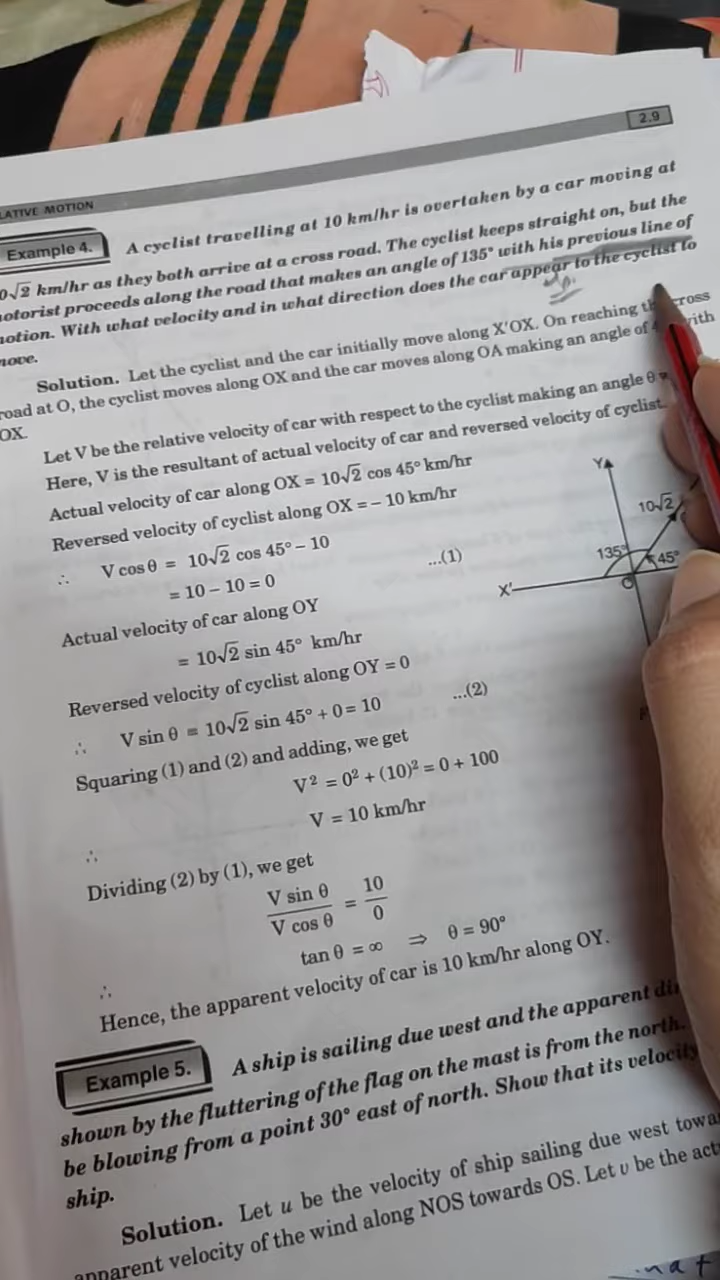 2.9
LATIVE MOTION
Example 4. A cyclist travelling at 10 km/hr is overtaken by a car moving at
0√2 km/hr as they both arrive at a cross road. The cyclist keeps straight on, but the
otorist proceeds along the road that makes an angle of 135° with his previous line of
otion. With what velocity and in what direction does the car appear to the cyclist to
nove.
Solution. Let the cyclist and the car initially move along X'OX. On reaching the cross
road at O, the cyclist moves along OX and the car moves along OA making an angle of 4 with
OX.
Let V be the relative velocity of car with respect to the cyclist making an angle θ
Here, V is the resultant of actual velocity of car and reversed velocity of cyclist.
Actual velocity of car along OX = 10√2 cos 45° km/hr
Reversed velocity of cyclist along OX = – 10 km/hr
∴ V cos θ = 10√2 cos 45° – 10
= 10 – 10 = 0 ...(1)
Actual velocity of car along OY
= 10√2 sin 45° km/hr
Reversed velocity of cyclist along OY = 0
∴ V sin θ = 10√2 sin 45° + 0 = 10 ...(2)
Squaring (1) and (2) and adding, we get
V² = 0² + (10)² = 0 + 100
∴ V = 10 km/hr
Dividing (2) by (1), we get
V sin θ / V cos θ = 10 / 0
∴ tan θ = ∞ ⇒ θ = 90°
Hence, the apparent velocity of car is 10 km/hr along OY.
Y
10√2
135°
45°
X'
O
Example 5. A ship is sailing due west and the apparent di
shown by the fluttering of the flag on the mast is from the north.
be blowing from a point 30° east of north. Show that its velocity
ship.
Solution. Let u be the velocity of ship sailing due west towa
apparent velocity of the wind along NOS towards OS. Let v be the act